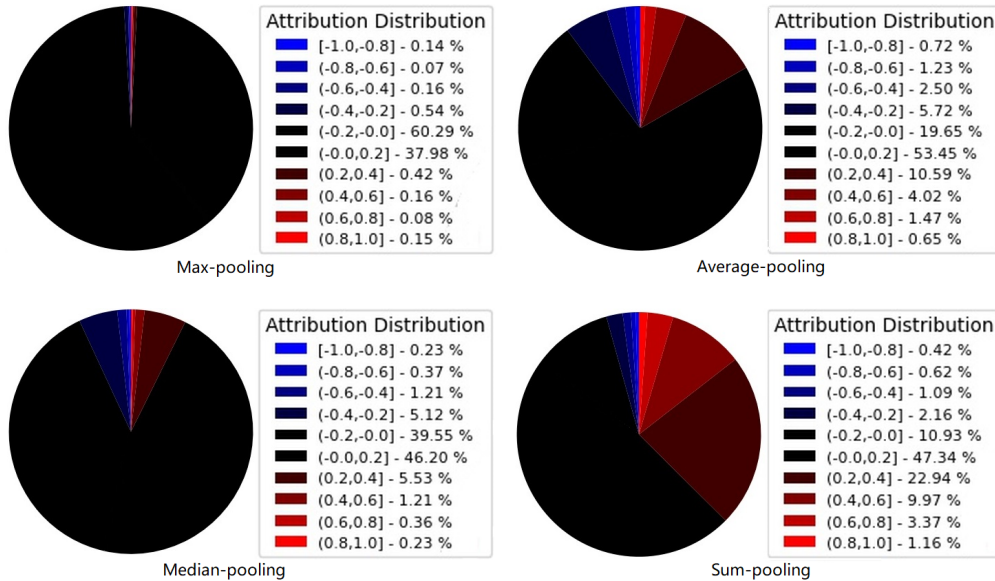 Attribution Distribution
[-1.0,-0.8] - 0.14 %
(-0.8,-0.6] - 0.07 %
(-0.6,-0.4] - 0.16 %
(-0.4,-0.2] - 0.54 %
(-0.2,-0.0] - 60.29 %
(-0.0,0.2] - 37.98 %
(0.2,0.4] - 0.42 %
(0.4,0.6] - 0.16 %
(0.6,0.8] - 0.08 %
(0.8,1.0] - 0.15 %
Max-pooling
Attribution Distribution
[-1.0,-0.8] - 0.72 %
(-0.8,-0.6] - 1.23 %
(-0.6,-0.4] - 2.50 %
(-0.4,-0.2] - 5.72 %
(-0.2,-0.0] - 19.65 %
(-0.0,0.2] - 53.45 %
(0.2,0.4] - 10.59 %
(0.4,0.6] - 4.02 %
(0.6,0.8] - 1.47 %
(0.8,1.0] - 0.65 %
Average-pooling
Attribution Distribution
[-1.0,-0.8] - 0.23 %
(-0.8,-0.6] - 0.37 %
(-0.6,-0.4] - 1.21 %
(-0.4,-0.2] - 5.12 %
(-0.2,-0.0] - 39.55 %
(-0.0,0.2] - 46.20 %
(0.2,0.4] - 5.53 %
(0.4,0.6] - 1.21 %
(0.6,0.8] - 0.36 %
(0.8,1.0] - 0.23 %
Median-pooling
Attribution Distribution
[-1.0,-0.8] - 0.42 %
(-0.8,-0.6] - 0.62 %
(-0.6,-0.4] - 1.09 %
(-0.4,-0.2] - 2.16 %
(-0.2,-0.0] - 10.93 %
(-0.0,0.2] - 47.34 %
(0.2,0.4] - 22.94 %
(0.4,0.6] - 9.97 %
(0.6,0.8] - 3.37 %
(0.8,1.0] - 1.16 %
Sum-pooling